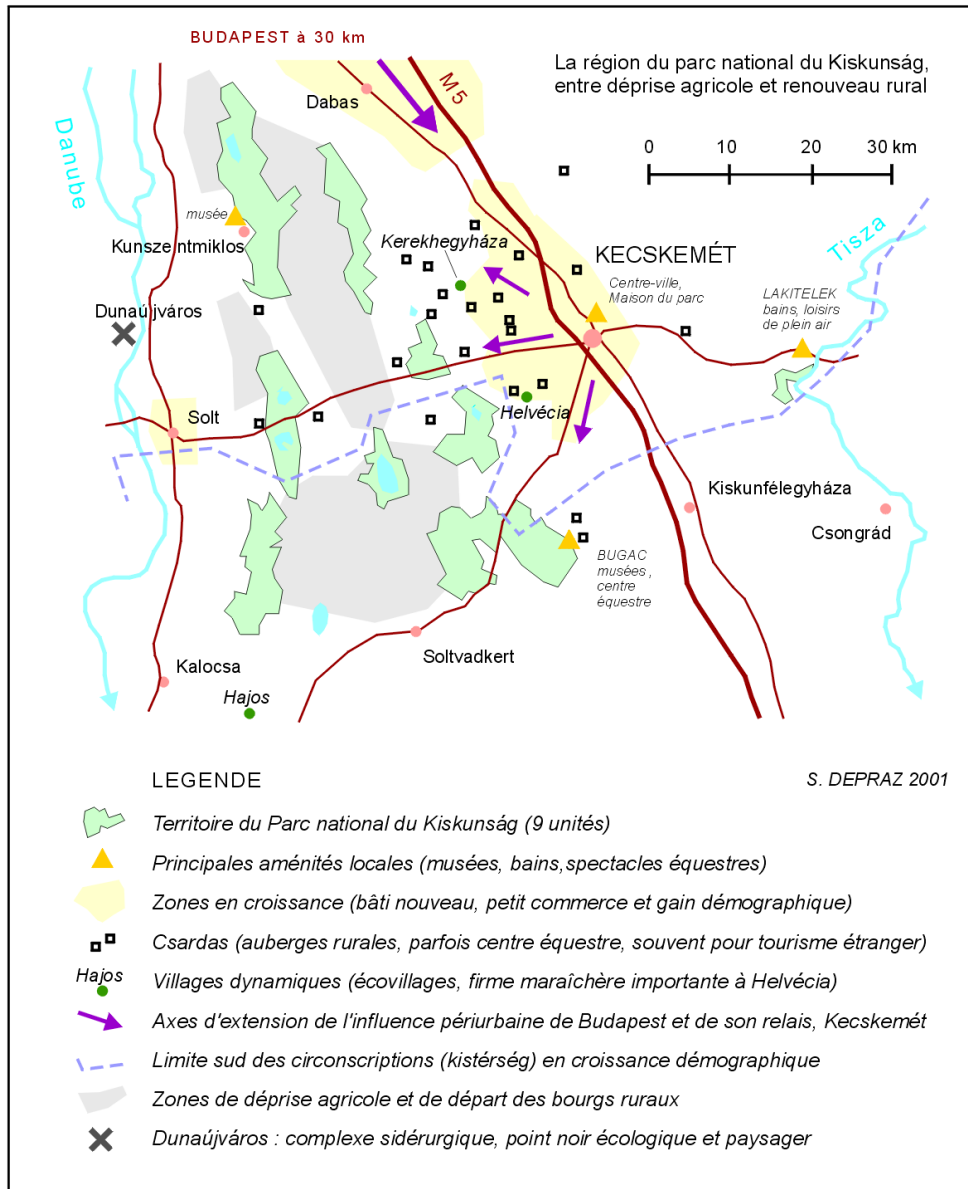 BUDAPEST à 30 km
La région du parc national du Kiskunság,
entre déprise agricole et renouveau rural
M 5
Dabas
0 10 20 30 km
Danube
Tisza
musée
Kunszentmiklos
Kerekhegyháza
KECSKEMÉT
Centre-ville,
Maison du parc
LAKITELEK
bains, loisirs
de plein air
Dunaújváros
Solt
Helvécia
Kiskunfélegyháza
Csongrád
BUGAC
musées ,
centre
équestre
Soltvadkert
Kalocsa
Hajos
LEGENDE
S. DEPRAZ 2001
Territoire du Parc national du Kiskunság (9 unités)
Principales aménités locales (musées, bains,spectacles équestres)
Zones en croissance (bâti nouveau, petit commerce et gain démographique)
Csardas (auberges rurales, parfois centre équestre, souvent pour tourisme étranger)
Hajos
Villages dynamiques (écovillages, firme maraîchère importante à Helvécia)
Axes d'extension de l'influence périurbaine de Budapest et de son relais, Kecskemét
Limite sud des circonscriptions (kistérség) en croissance démographique
Zones de déprise agricole et de départ des bourgs ruraux
Dunaújváros : complexe sidérurgique, point noir écologique et paysager